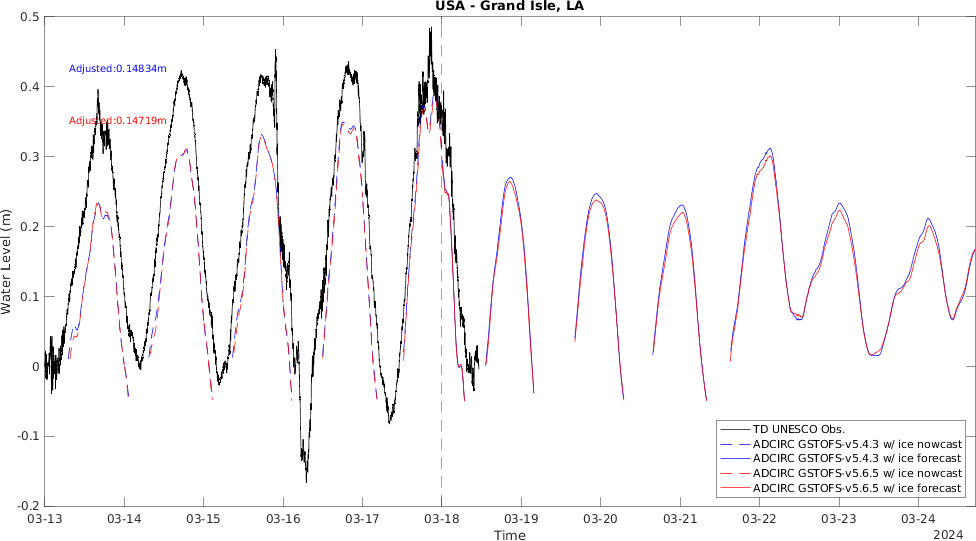 USA - Grand Isle, LA
0.5
Adjusted:0.14834m
0.4
Adjusted:0.14719m
0.3
0.2
0.1
0
-0.1
-0.2
Water Level (m)
TD UNESCO Obs.
ADCIRC GSTOFS-v5.4.3 w/ ice nowcast
ADCIRC GSTOFS-v5.4.3 w/ ice forecast
ADCIRC GSTOFS-v5.6.5 w/ ice nowcast
ADCIRC GSTOFS-v5.6.5 w/ ice forecast
03-13 03-14 03-15 03-16 03-17 03-18 03-19 03-20 03-21 03-22 03-23 03-24
Time
2024